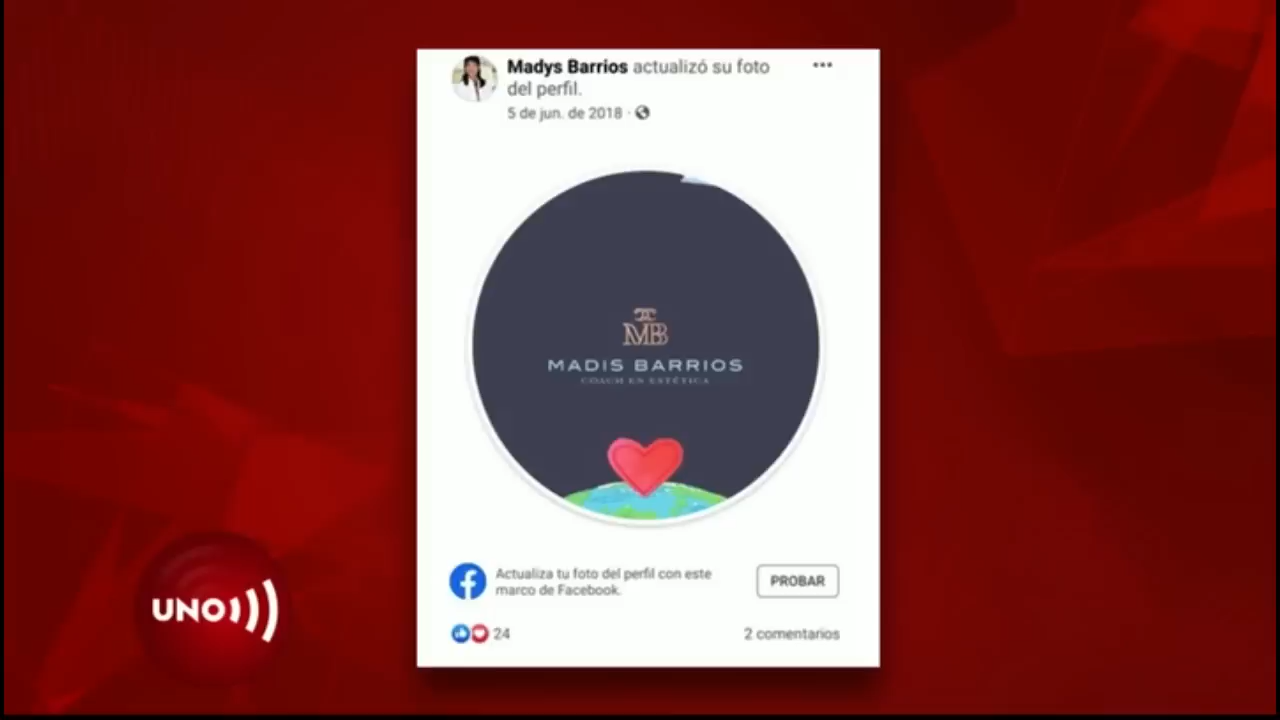 Madys Barrios actualizó su foto
del perfil.
5 de jun. de 2018 ·
MB
MADIS BARRIOS
COACH EN ESTÉTICA
Actualiza tu foto del perfil con este
marco de Facebook.
PROBAR
24
2 comentarios
UNO